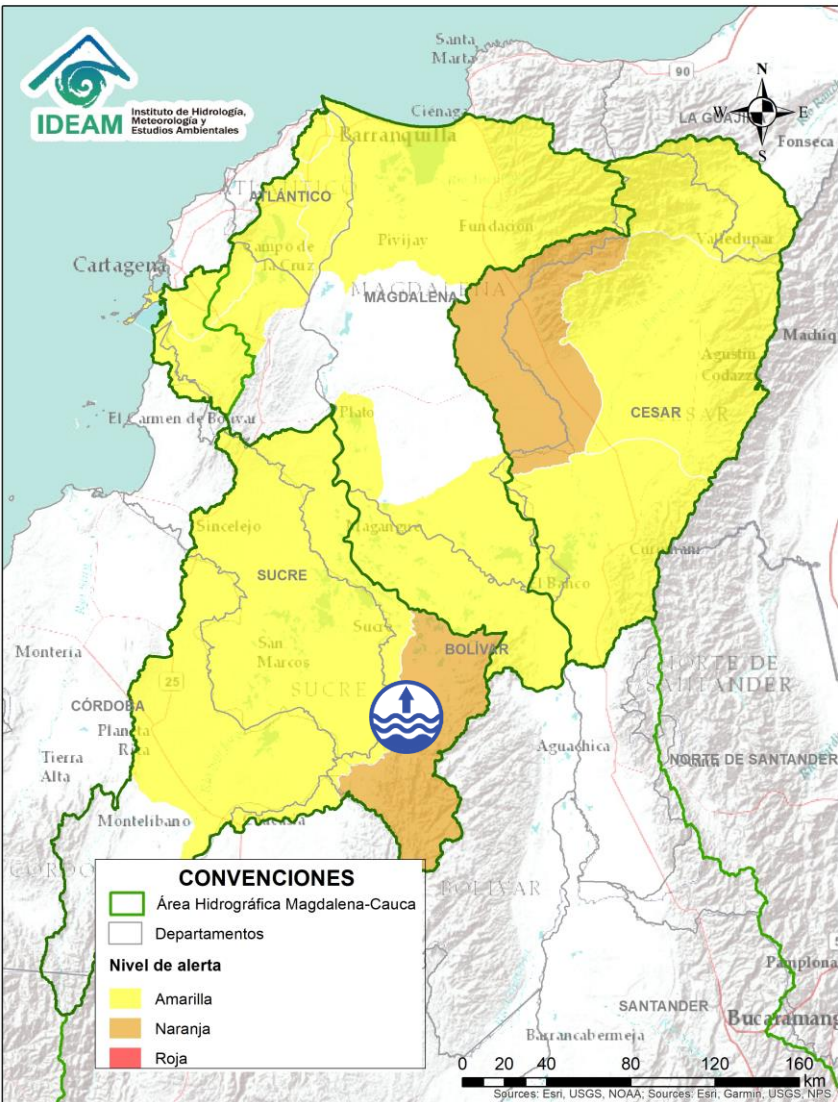 IDEAM
Instituto de Hidrología,
Meteorología y
Estudios Ambientales
Santa
Marta
90
N
W
E
S
LA GUAJI
Fonseca
Ciénaga
Barranquilla
ATLÁNTICO
Campo de
la Cruz
Pivijay
Fundación
Valledupar
Cartagena
MAGDALENA
MAGDALENA
Agustín
Codazzi
CESAR
El Carmen de Bolívar
Plato
Sincelejo
Magangué
SUCRE
El Banco
Sucre
BOLÍVAR
San
Marcos
SUCRE
Montería
25
CÓRDOBA
Planeta
Rica
Tierra
Alta
Aguachica
NORTE DE
SANTANDER
NORTE DE SANTANDER
Montelibano
BOLÍVAR
CONVENCIONES
Área Hidrográfica Magdalena-Cauca
Departamentos
Nivel de alerta
Amarilla
Naranja
Roja
Pamplona
SANTANDER
Bucaramang
Barrancabermeja
0 20 40 80 120 160
km
Sources: Esri, USGS, NOAA; Sources: Esri, Garmin, USGS, NPS